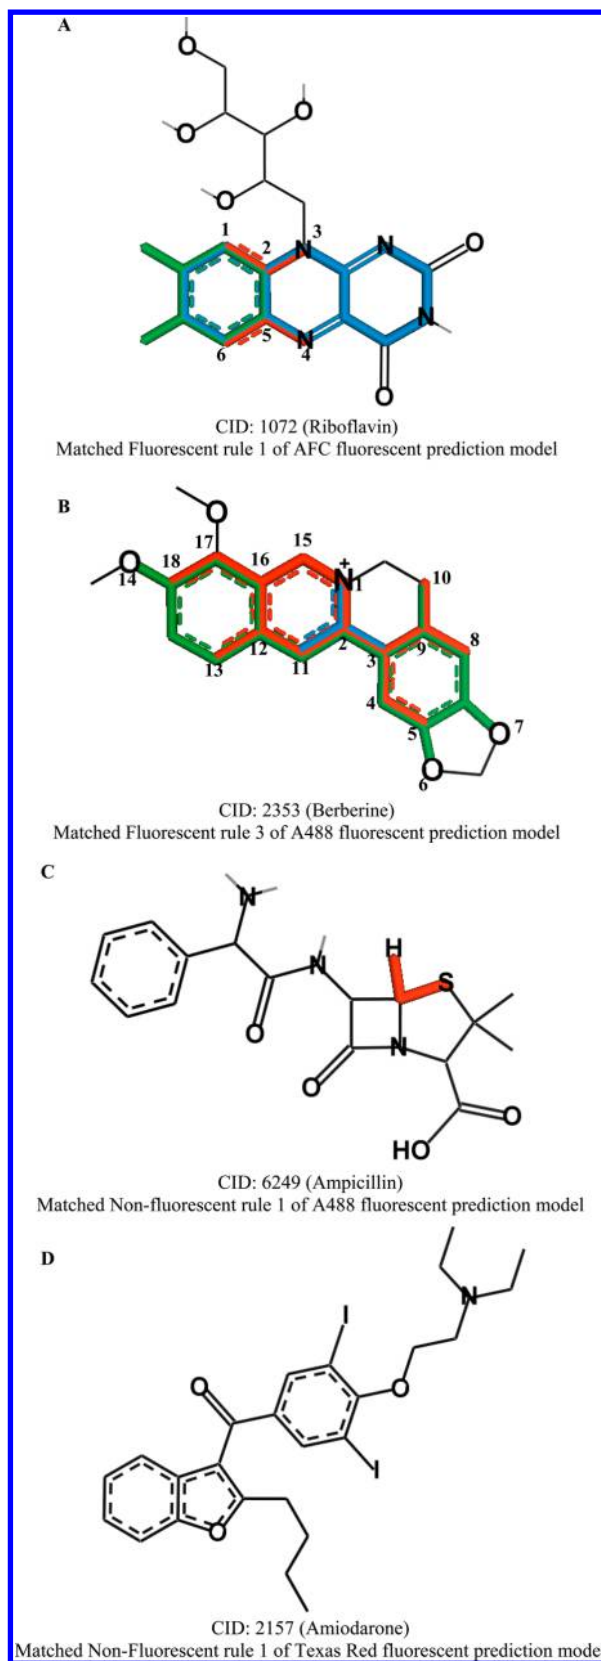 A
O
O
O
O
1
2
3
N
N
O
N
6
5
4
N
O
CID: 1072 (Riboflavin)
Matched Fluorescent rule 1 of AFC fluorescent prediction model
B
O
17
15
+
O
14
18
16
N
1
10
12
2
9
8
13
11
3
4
5
O
7
O
6
CID: 2353 (Berberine)
Matched Fluorescent rule 3 of A488 fluorescent prediction model
C
N
H
N
S
O
N
O
O
HO
CID: 6249 (Ampicillin)
Matched Non-fluorescent rule 1 of A488 fluorescent prediction model
D
N
I
O
O
I
O
CID: 2157 (Amiodarone)
Matched Non-Fluorescent rule 1 of Texas Red fluorescent prediction mode